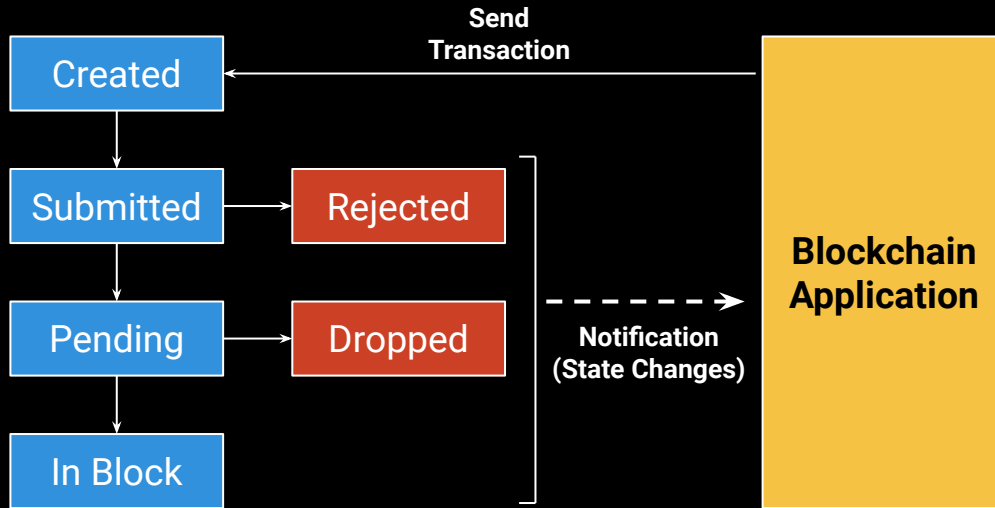 Send
Transaction
Created
Submitted
Rejected
Pending
Dropped
In Block
Notification
(State Changes)
Blockchain
Application